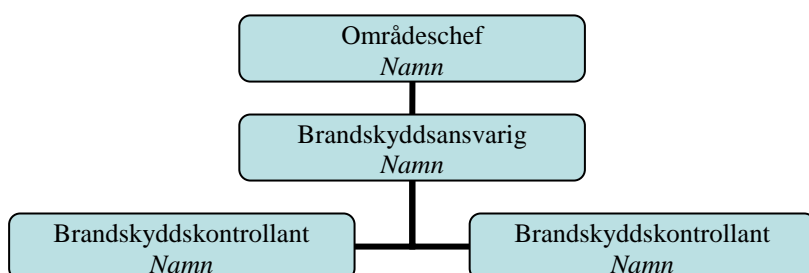 Områdeschef
Namn
Brandskyddsansvarig
Namn
Brandskyddskontrollant
Namn
Brandskyddskontrollant
Namn